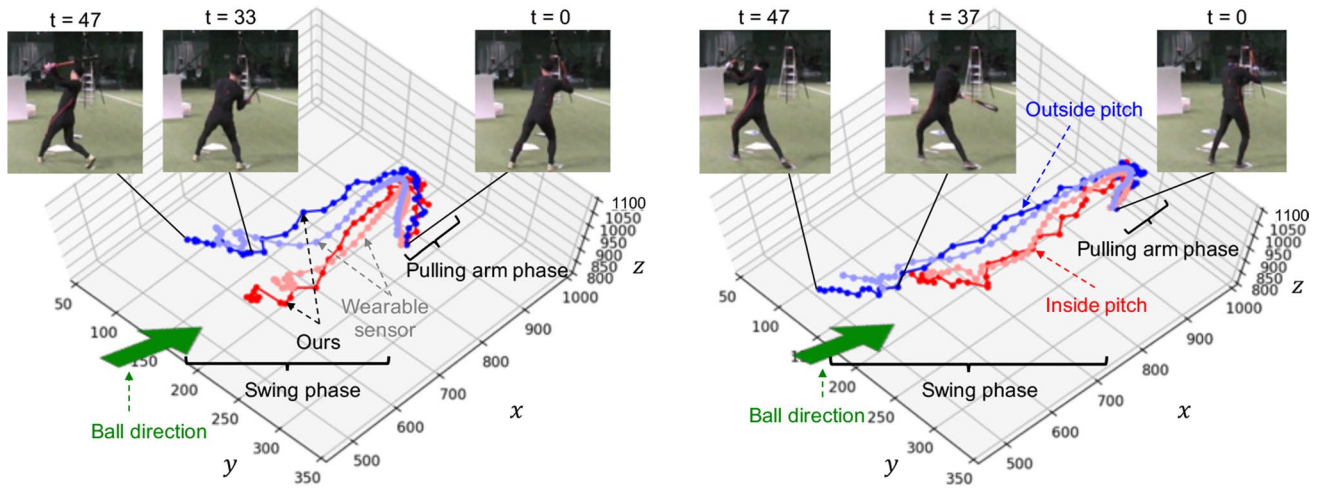 t = 47
t = 33
t = 0
Pulling arm phase
Wearable
sensor
Ours
Swing phase
Ball direction
50
100
150
200
250
300
350
y
500
600
700
800
900
1000
x
1100
1050
1000
950
900
850
800
z
t = 47
t = 37
t = 0
Outside pitch
Pulling arm phase
Inside pitch
Swing phase
Ball direction
50
100
200
250
300
350
y
500
600
700
800
900
1000
x
1100
1050
1000
950
900
850
800
z